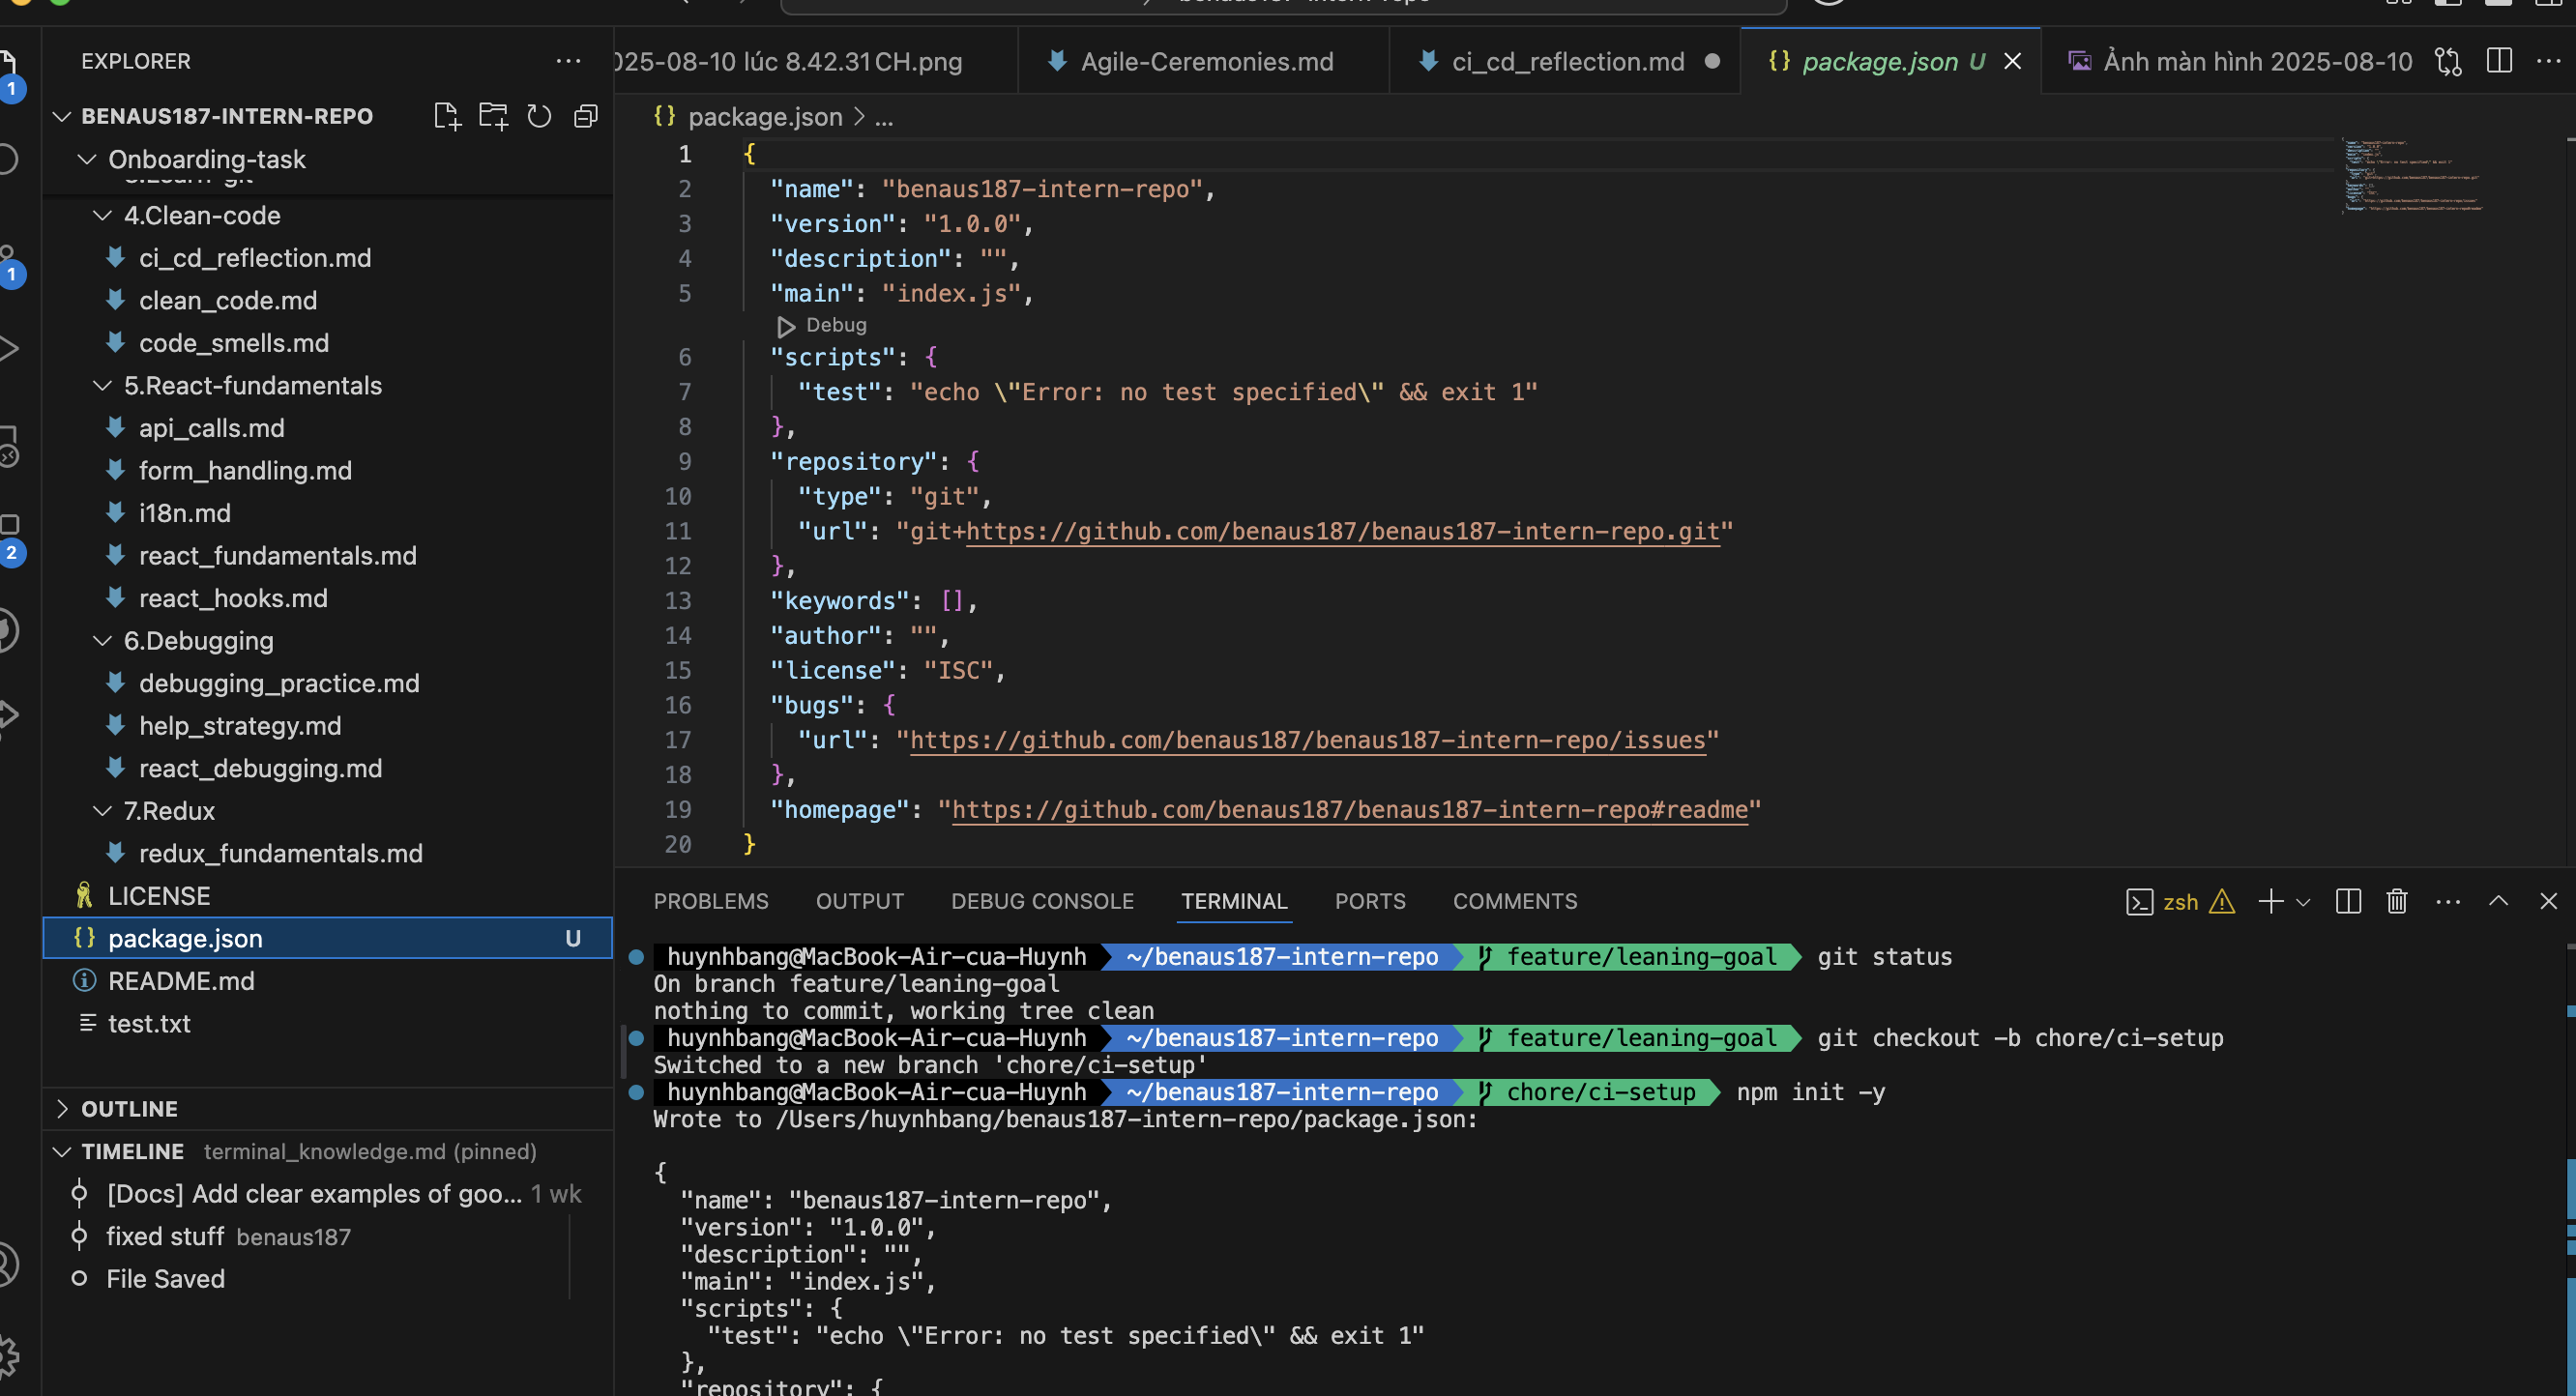 EXPLORER
BENAUS187-INTERN-REPO
Onboarding-task
4.Clean-code
ci_cd_reflection.md
clean_code.md
code_smells.md
5.React-fundamentals
api_calls.md
form_handling.md
i18n.md
react_fundamentals.md
react_hooks.md
6.Debugging
debugging_practice.md
help_strategy.md
react_debugging.md
7.Redux
redux_fundamentals.md
LICENSE
package.json U
README.md
test.txt
OUTLINE
TIMELINE terminal_knowledge.md (pinned)
[Docs] Add clear examples of goo... 1 wk
fixed stuff benaus187
File Saved
1
1
2
025-08-10 lúc 8.42.31 CH.png
Agile-Ceremonies.md
ci_cd_reflection.md
package.json U
Ảnh màn hình 2025-08-10
{} package.json > ...
1 {
2 "name": "benaus187-intern-repo",
3 "version": "1.0.0",
4 "description": "",
5 "main": "index.js",
Debug
6 "scripts": {
7 "test": "echo \"Error: no test specified\" && exit 1"
8 },
9 "repository": {
10 "type": "git",
11 "url": "git+https://github.com/benaus187/benaus187-intern-repo.git"
12 },
13 "keywords": [],
14 "author": "",
15 "license": "ISC",
16 "bugs": {
17 "url": "https://github.com/benaus187/benaus187-intern-repo/issues"
18 },
19 "homepage": "https://github.com/benaus187/benaus187-intern-repo#readme"
20 }
PROBLEMS OUTPUT DEBUG CONSOLE TERMINAL PORTS COMMENTS
zsh
huynhbang@MacBook-Air-cua-Huynh ~/benaus187-intern-repo feature/leaning-goal git status
On branch feature/leaning-goal
nothing to commit, working tree clean
huynhbang@MacBook-Air-cua-Huynh ~/benaus187-intern-repo feature/leaning-goal git checkout -b chore/ci-setup
Switched to a new branch 'chore/ci-setup'
huynhbang@MacBook-Air-cua-Huynh ~/benaus187-intern-repo chore/ci-setup npm init -y
Wrote to /Users/huynhbang/benaus187-intern-repo/package.json:
{
"name": "benaus187-intern-repo",
"version": "1.0.0",
"description": "",
"main": "index.js",
"scripts": {
"test": "echo \"Error: no test specified\" && exit 1"
},
"repository": {